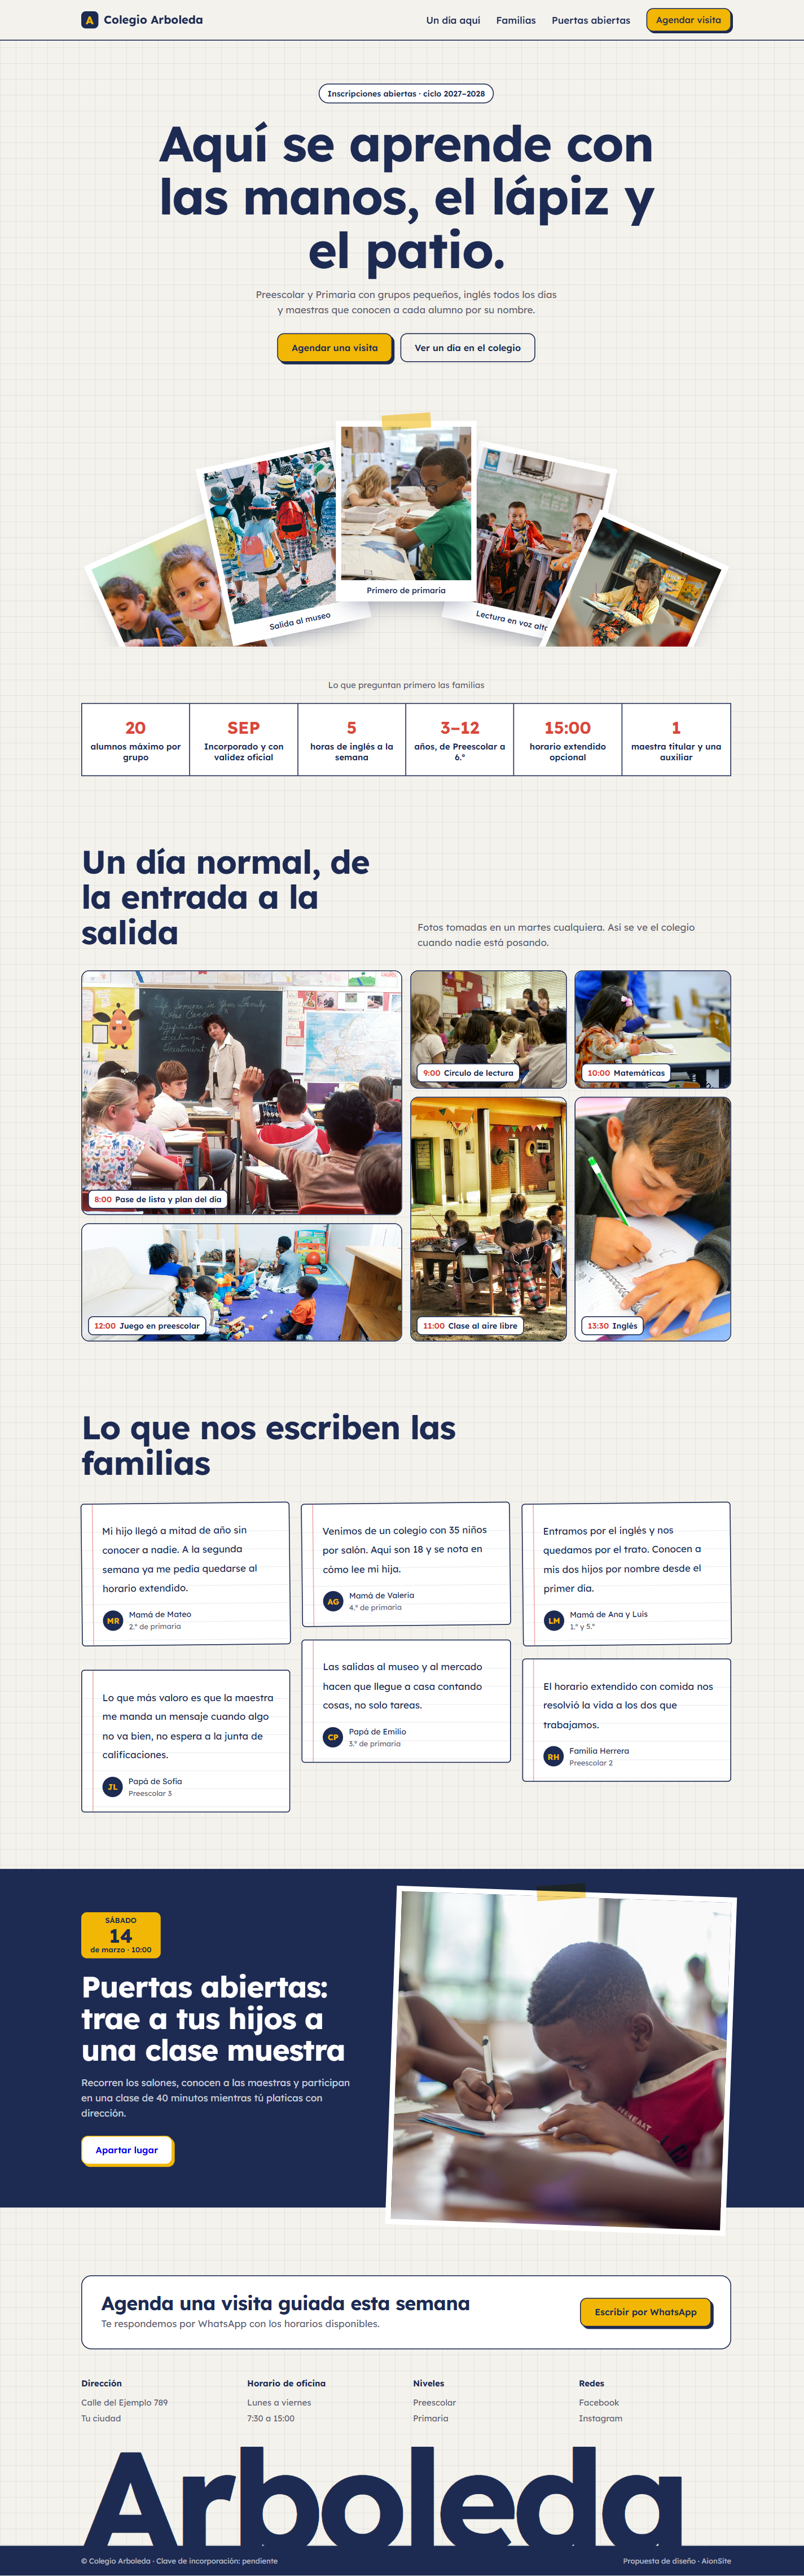 A Colegio Arboleda
Un día aquí
Familias
Puertas abiertas
Agendar visita
Inscripciones abiertas · ciclo 2027–2028
Aquí se aprende con
las manos, el lápiz y
el patio.
Preescolar y Primaria con grupos pequeños, inglés todos los días
y maestras que conocen a cada alumno por su nombre.
Agendar una visita
Ver un día en el colegio
Salida al museo
Primero de primaria
Lectura en voz alta
Lo que preguntan primero las familias
20
alumnos máximo por
grupo
SEP
Incorporado y con
validez oficial
5
horas de inglés a la
semana
3–12
años, de Preescolar a
6.º
15:00
horario extendido
opcional
1
maestra titular y una
auxiliar
Un día normal, de
la entrada a la
salida
Fotos tomadas en un martes cualquiera. Así se ve el colegio
cuando nadie está posando.
8:00 Pase de lista y plan del día
9:00 Círculo de lectura
10:00 Matemáticas
12:00 Juego en preescolar
11:00 Clase al aire libre
13:30 Inglés
Lo que nos escriben las
familias
Mi hijo llegó a mitad de año sin
conocer a nadie. A la segunda
semana ya me pedía quedarse al
horario extendido.
MR
Mamá de Mateo
2.º de primaria
Venimos de un colegio con 35 niños
por salón. Aquí son 18 y se nota en
cómo lee mi hija.
AG
Mamá de Valeria
4.º de primaria
Entramos por el inglés y nos
quedamos por el trato. Conocen a
mis dos hijos por nombre desde el
primer día.
LM
Mamá de Ana y Luis
1.º y 5.º
Lo que más valoro es que la maestra
me manda un mensaje cuando algo
no va bien, no espera a la junta de
calificaciones.
JL
Papá de Sofía
Preescolar 3
Las salidas al museo y al mercado
hacen que llegue a casa contando
cosas, no solo tareas.
CP
Papá de Emilio
3.º de primaria
El horario extendido con comida nos
resolvió la vida a los dos que
trabajamos.
RH
Familia Herrera
Preescolar 2
SÁBADO
14
de marzo · 10:00
Puertas abiertas:
trae a tus hijos a
una clase muestra
Recorren los salones, conocen a las maestras y participan
en una clase de 40 minutos mientras tú platicas con
dirección.
Apartar lugar
Agenda una visita guiada esta semana
Te respondemos por WhatsApp con los horarios disponibles.
Escribir por WhatsApp
Dirección
Calle del Ejemplo 789
Tu ciudad
Horario de oficina
Lunes a viernes
7:30 a 15:00
Niveles
Preescolar
Primaria
Redes
Facebook
Instagram
Arboleda
© Colegio Arboleda · Clave de incorporación: pendiente
Propuesta de diseño · AionSite